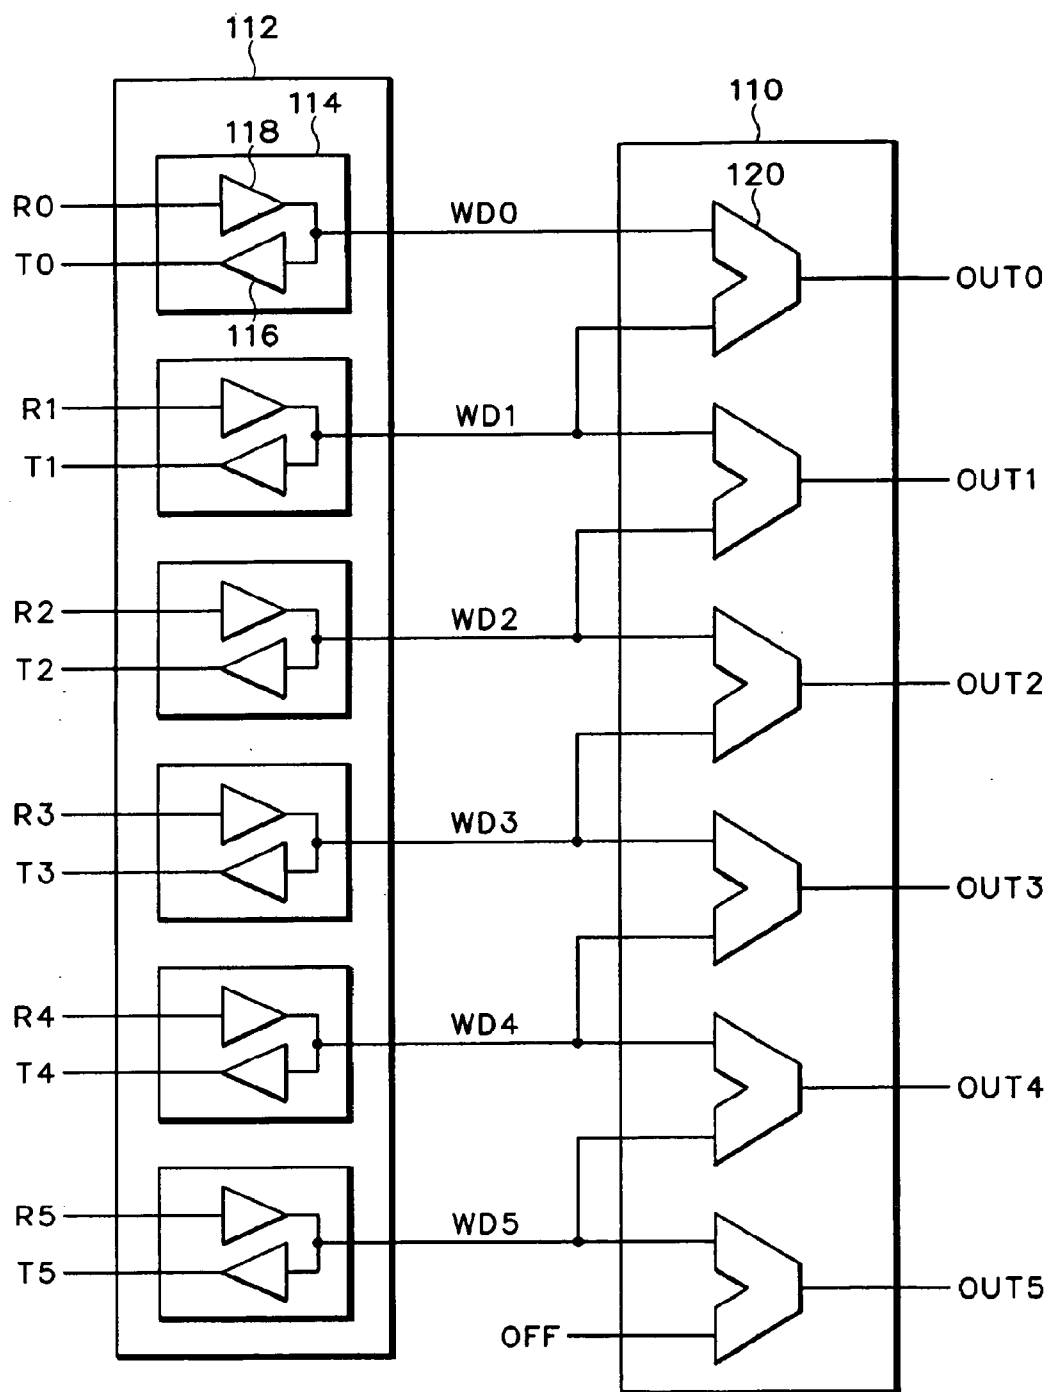 112
114
118
110
120
R0
WD0
T0
OUT0
116
R1
WD1
T1
OUT1
R2
WD2
T2
OUT2
R3
WD3
T3
OUT3
R4
WD4
T4
OUT4
R5
WD5
T5
OUT5
OFF